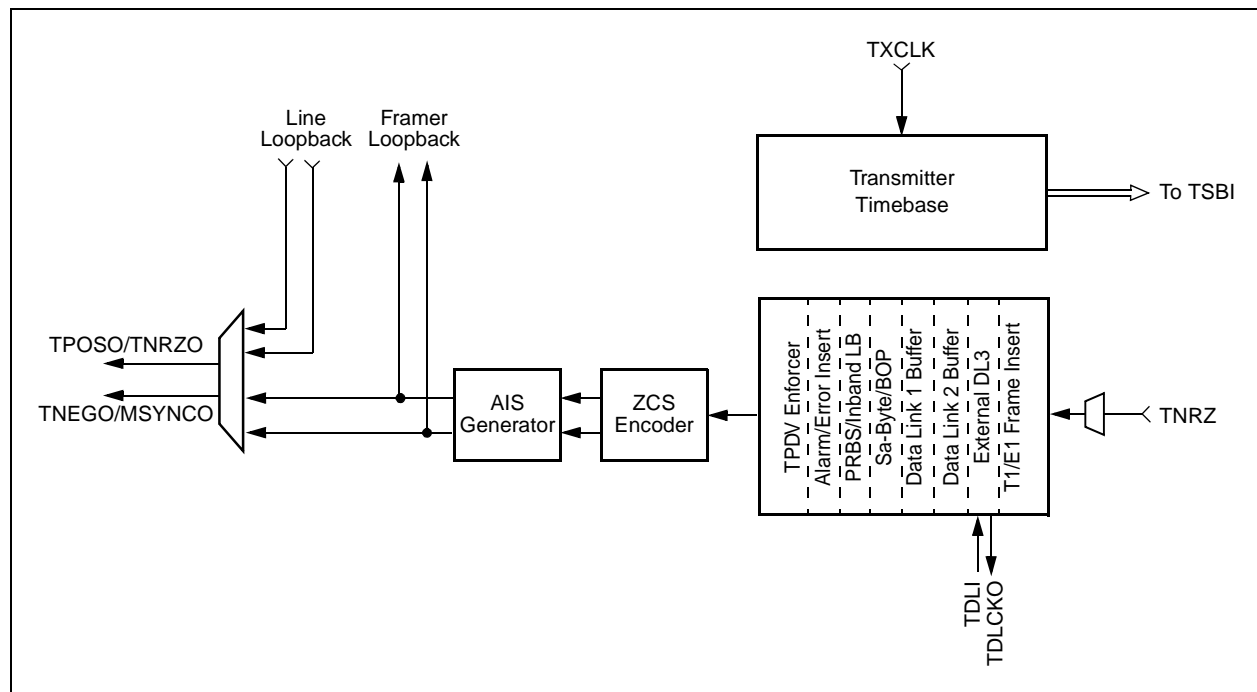 TXCLK
Line
Loopback
Framer
Loopback
Transmitter
Timebase
To TSBI
TPOSO/TNRZO
TNEGO/MSYNCO
AIS
Generator
ZCS
Encoder
TPDV Enforcer
Alarm/Error Insert
PRBS/Inband LB
Sa-Byte/BOP
Data Link 1 Buffer
Data Link 2 Buffer
External DL3
T1/E1 Frame Insert
TNRZ
TDLI
TDLCKO